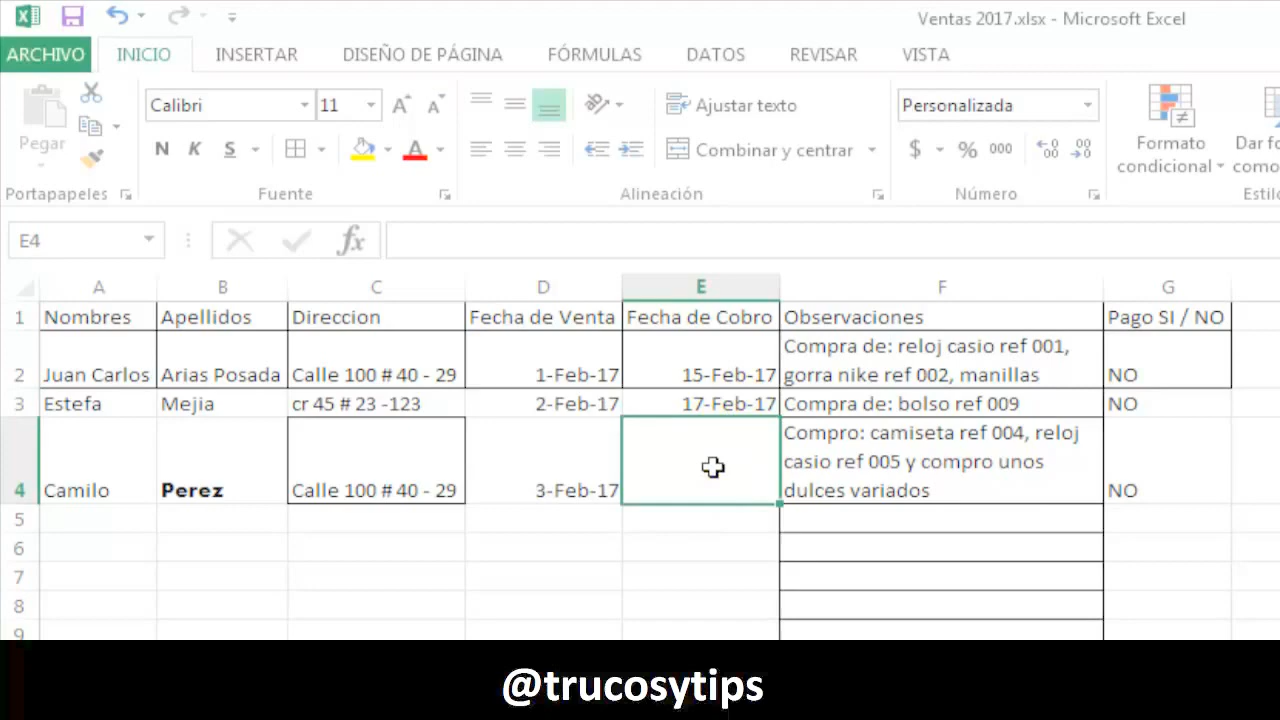 Ventas 2017.xlsx - Microsoft Excel
ARCHIVO INICIO INSERTAR DISEÑO DE PÁGINA FÓRMULAS DATOS REVISAR VISTA
Calibri 11 Ajustar texto Personalizada
Pegar N K S A Combinar y centrar $ % 000 Formato condicional Dar fo como
Portapapeles Fuente Alineación Número Estilo
E4 fx
A B C D E F G
1 Nombres Apellidos Direccion Fecha de Venta Fecha de Cobro Observaciones Pago SI / NO
Compra de: reloj casio ref 001,
2 Juan Carlos Arias Posada Calle 100 # 40 - 29 1-Feb-17 15-Feb-17 gorra nike ref 002, manillas NO
3 Estefa Mejia cr 45 # 23 -123 2-Feb-17 17-Feb-17 Compra de: bolso ref 009 NO
Compro: camiseta ref 004, reloj
casio ref 005 y compro unos
4 Camilo Perez Calle 100 # 40 - 29 3-Feb-17 dulces variados NO
5
6
7
8
9
@trucosytips